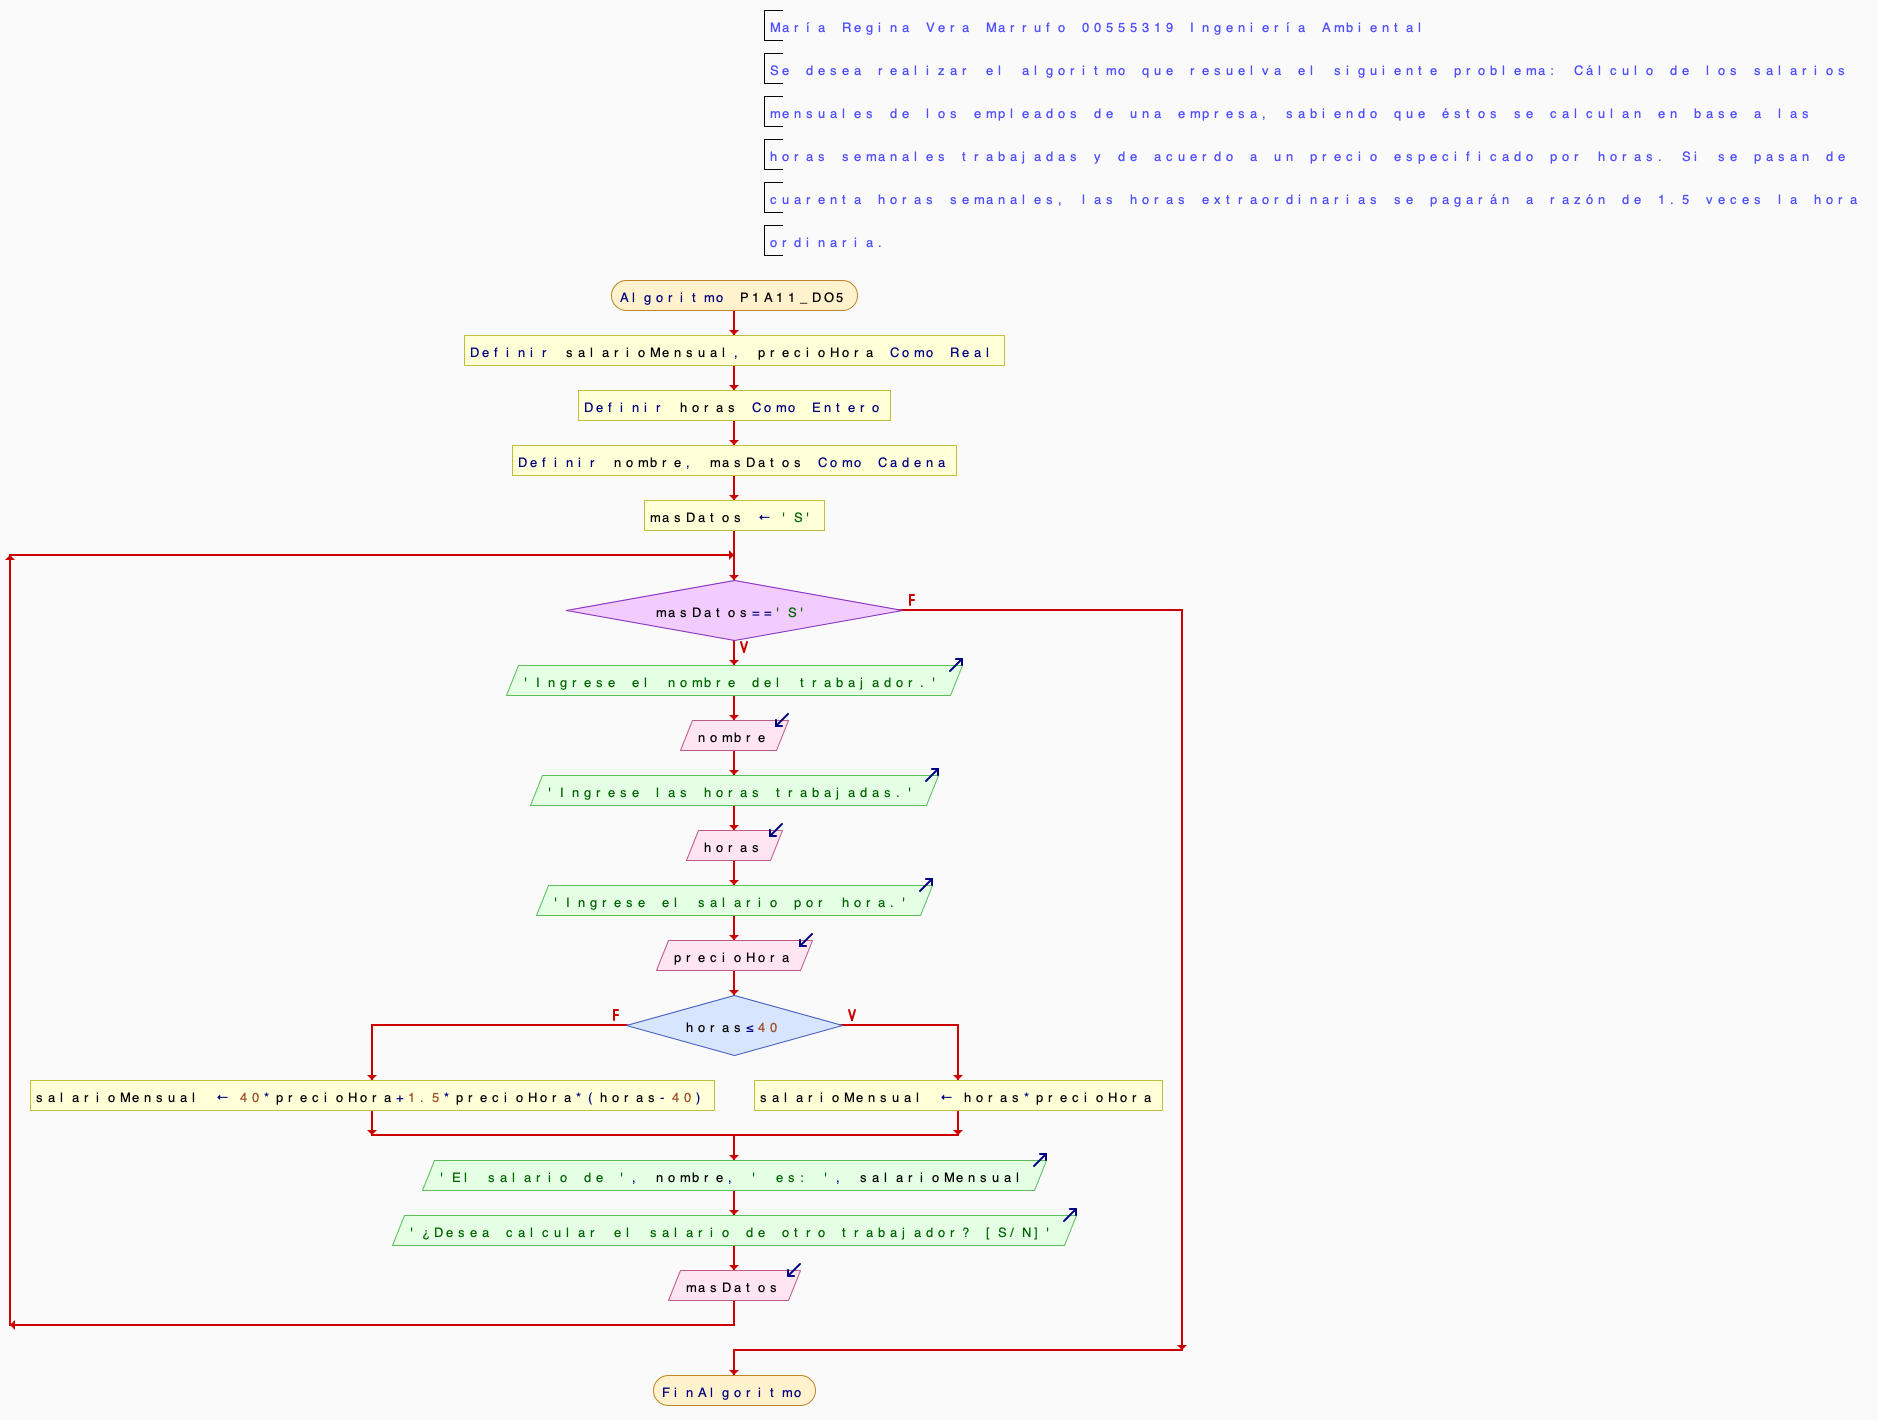 María Regina Vera Marrufo 00555319 Ingeniería Ambiental
Se desea realizar el algoritmo que resuelva el siguiente problema: Cálculo de los salarios
mensuales de los empleados de una empresa, sabiendo que éstos se calculan en base a las
horas semanales trabajadas y de acuerdo a un precio especificado por horas. Si se pasan de
cuarenta horas semanales, las horas extraordinarias se pagarán a razón de 1.5 veces la hora
ordinaria.
Algoritmo P1A11_DO5
Definir salarioMensual, precioHora Como Real
Definir horas Como Entero
Definir nombre, masDatos Como Cadena
masDatos ← 'S'
masDatos=='S'
F
V
'Ingrese el nombre del trabajador.'
nombre
'Ingrese las horas trabajadas.'
horas
'Ingrese el salario por hora.'
precioHora
F
horas≤40
V
salarioMensual ← 40*precioHora+1.5*precioHora*(horas-40)
salarioMensual ← horas*precioHora
'El salario de ', nombre, ' es: ', salarioMensual
'¿Desea calcular el salario de otro trabajador? [S/N]'
masDatos
FinAlgoritmo